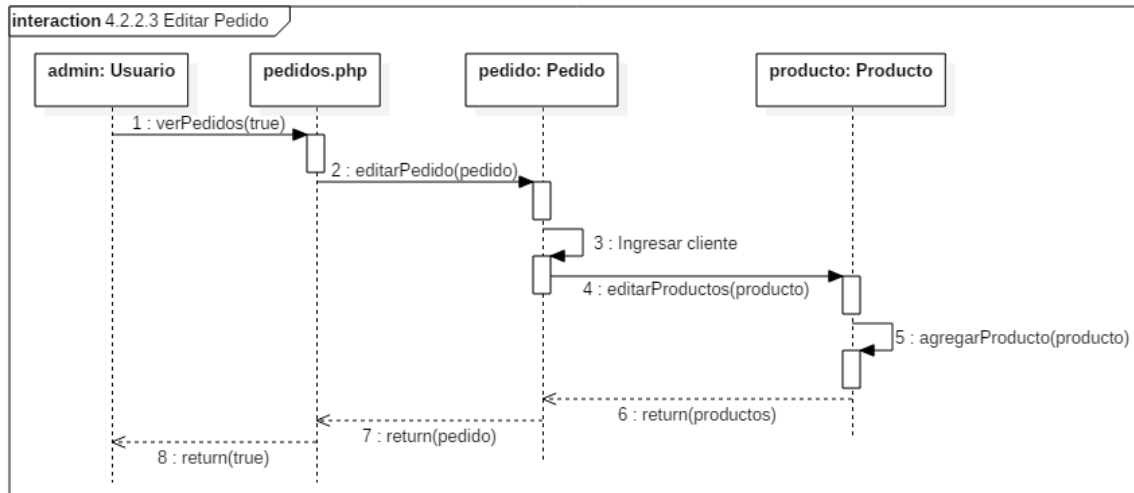 interaction 4.2.2.3 Editar Pedido
admin: Usuario
pedidos.php
pedido: Pedido
producto: Producto
1 : verPedidos(true)
2 : editarPedido(pedido)
3 : Ingresar cliente
4 : editarProductos(producto)
5 : agregarProducto(producto)
6 : return(productos)
7 : return(pedido)
8 : return(true)